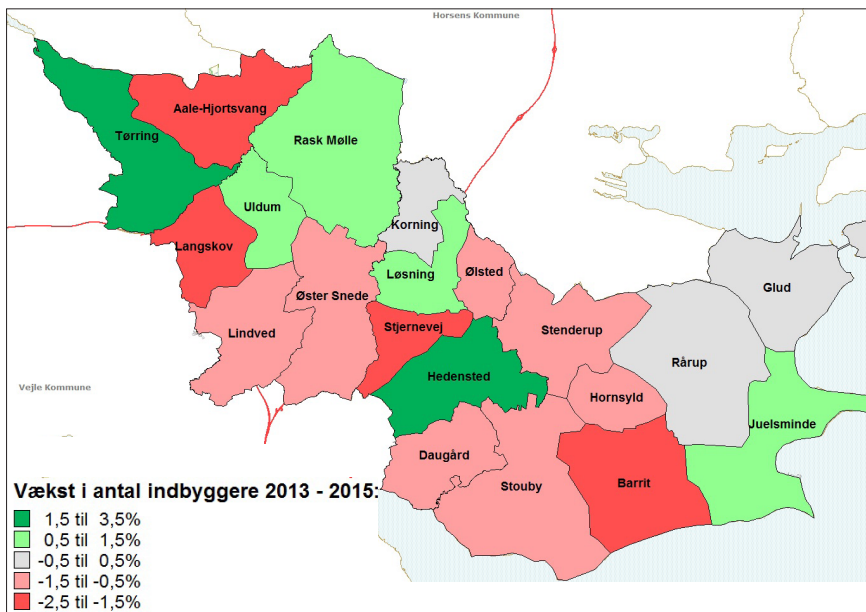 Horsens Kommune
Aale-Hjortsvang
Tørring
Rask Mølle
Uldum
Korning
Langskov
Løsning
Ølsted
Øster Snede
Glud
Lindved
Stjernevej
Stenderup
Rårup
Hedensted
Vejle Kommune
Hornsyld
Juelsminde
Daugård
Stouby
Barrit
Vækst i antal indbyggere 2013 - 2015:
1,5 til 3,5%
0,5 til 1,5%
-0,5 til 0,5%
-1,5 til -0,5%
-2,5 til -1,5%